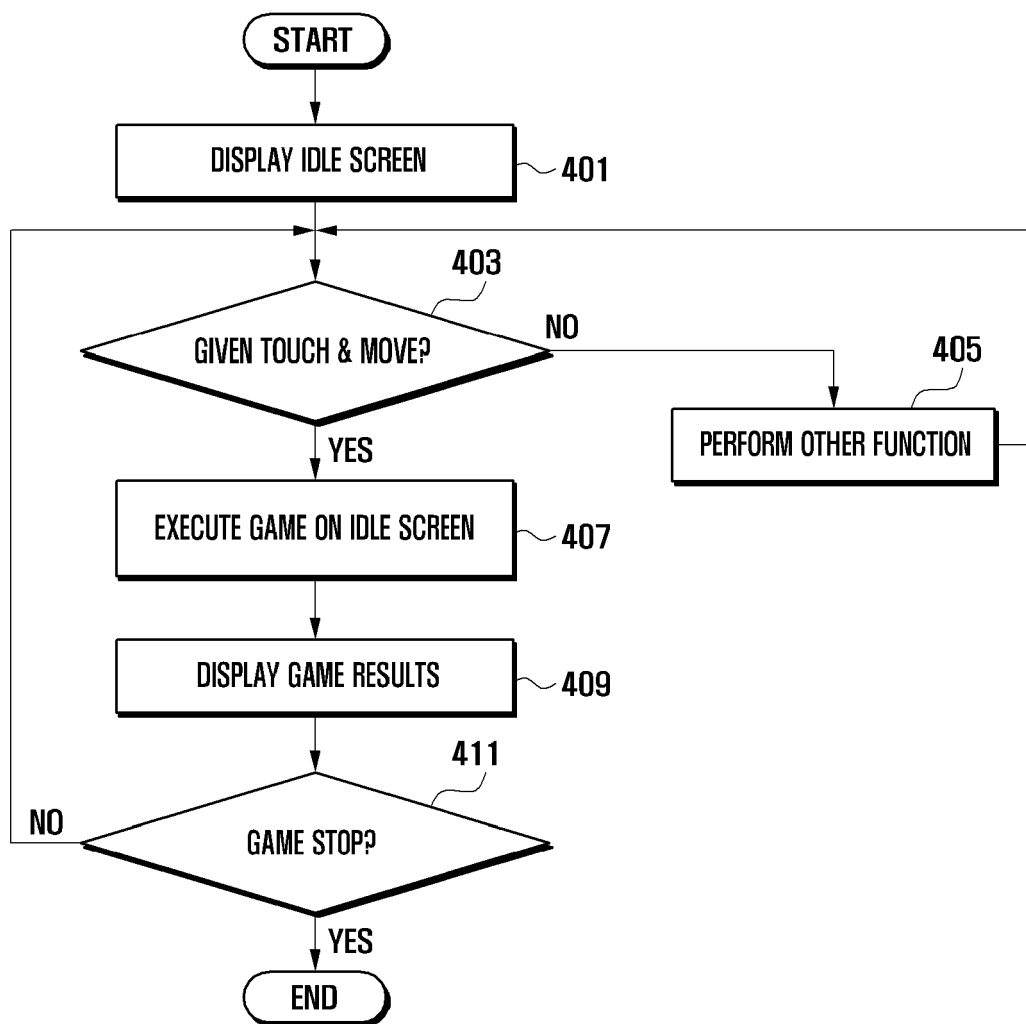 START
DISPLAY IDLE SCREEN
401
403
GIVEN TOUCH & MOVE?
NO
405
PERFORM OTHER FUNCTION
YES
EXECUTE GAME ON IDLE SCREEN
407
DISPLAY GAME RESULTS
409
411
GAME STOP?
NO
YES
END